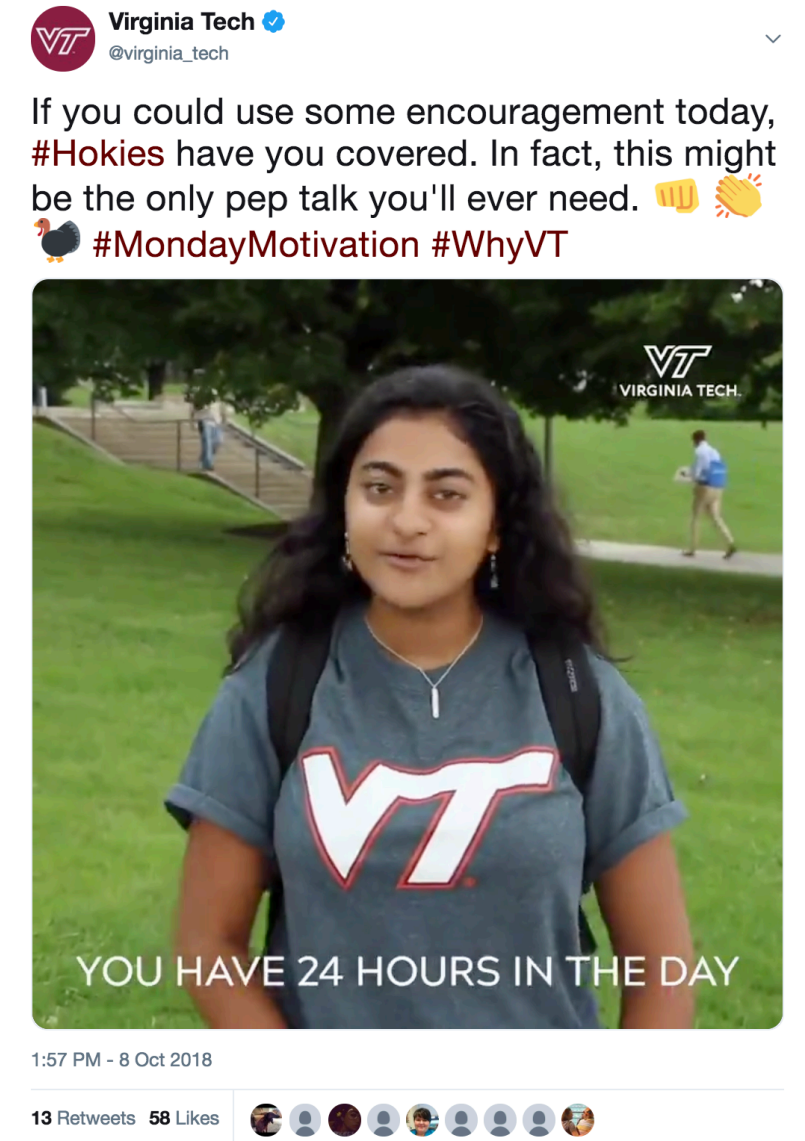 VT
Virginia Tech
@virginia_tech
If you could use some encouragement today,
#Hokies have you covered. In fact, this might
be the only pep talk you'll ever need.
#MondayMotivation #WhyVT
VT
VIRGINIA TECH.
VT
YOU HAVE 24 HOURS IN THE DAY
1:57 PM - 8 Oct 2018
13 Retweets 58 Likes